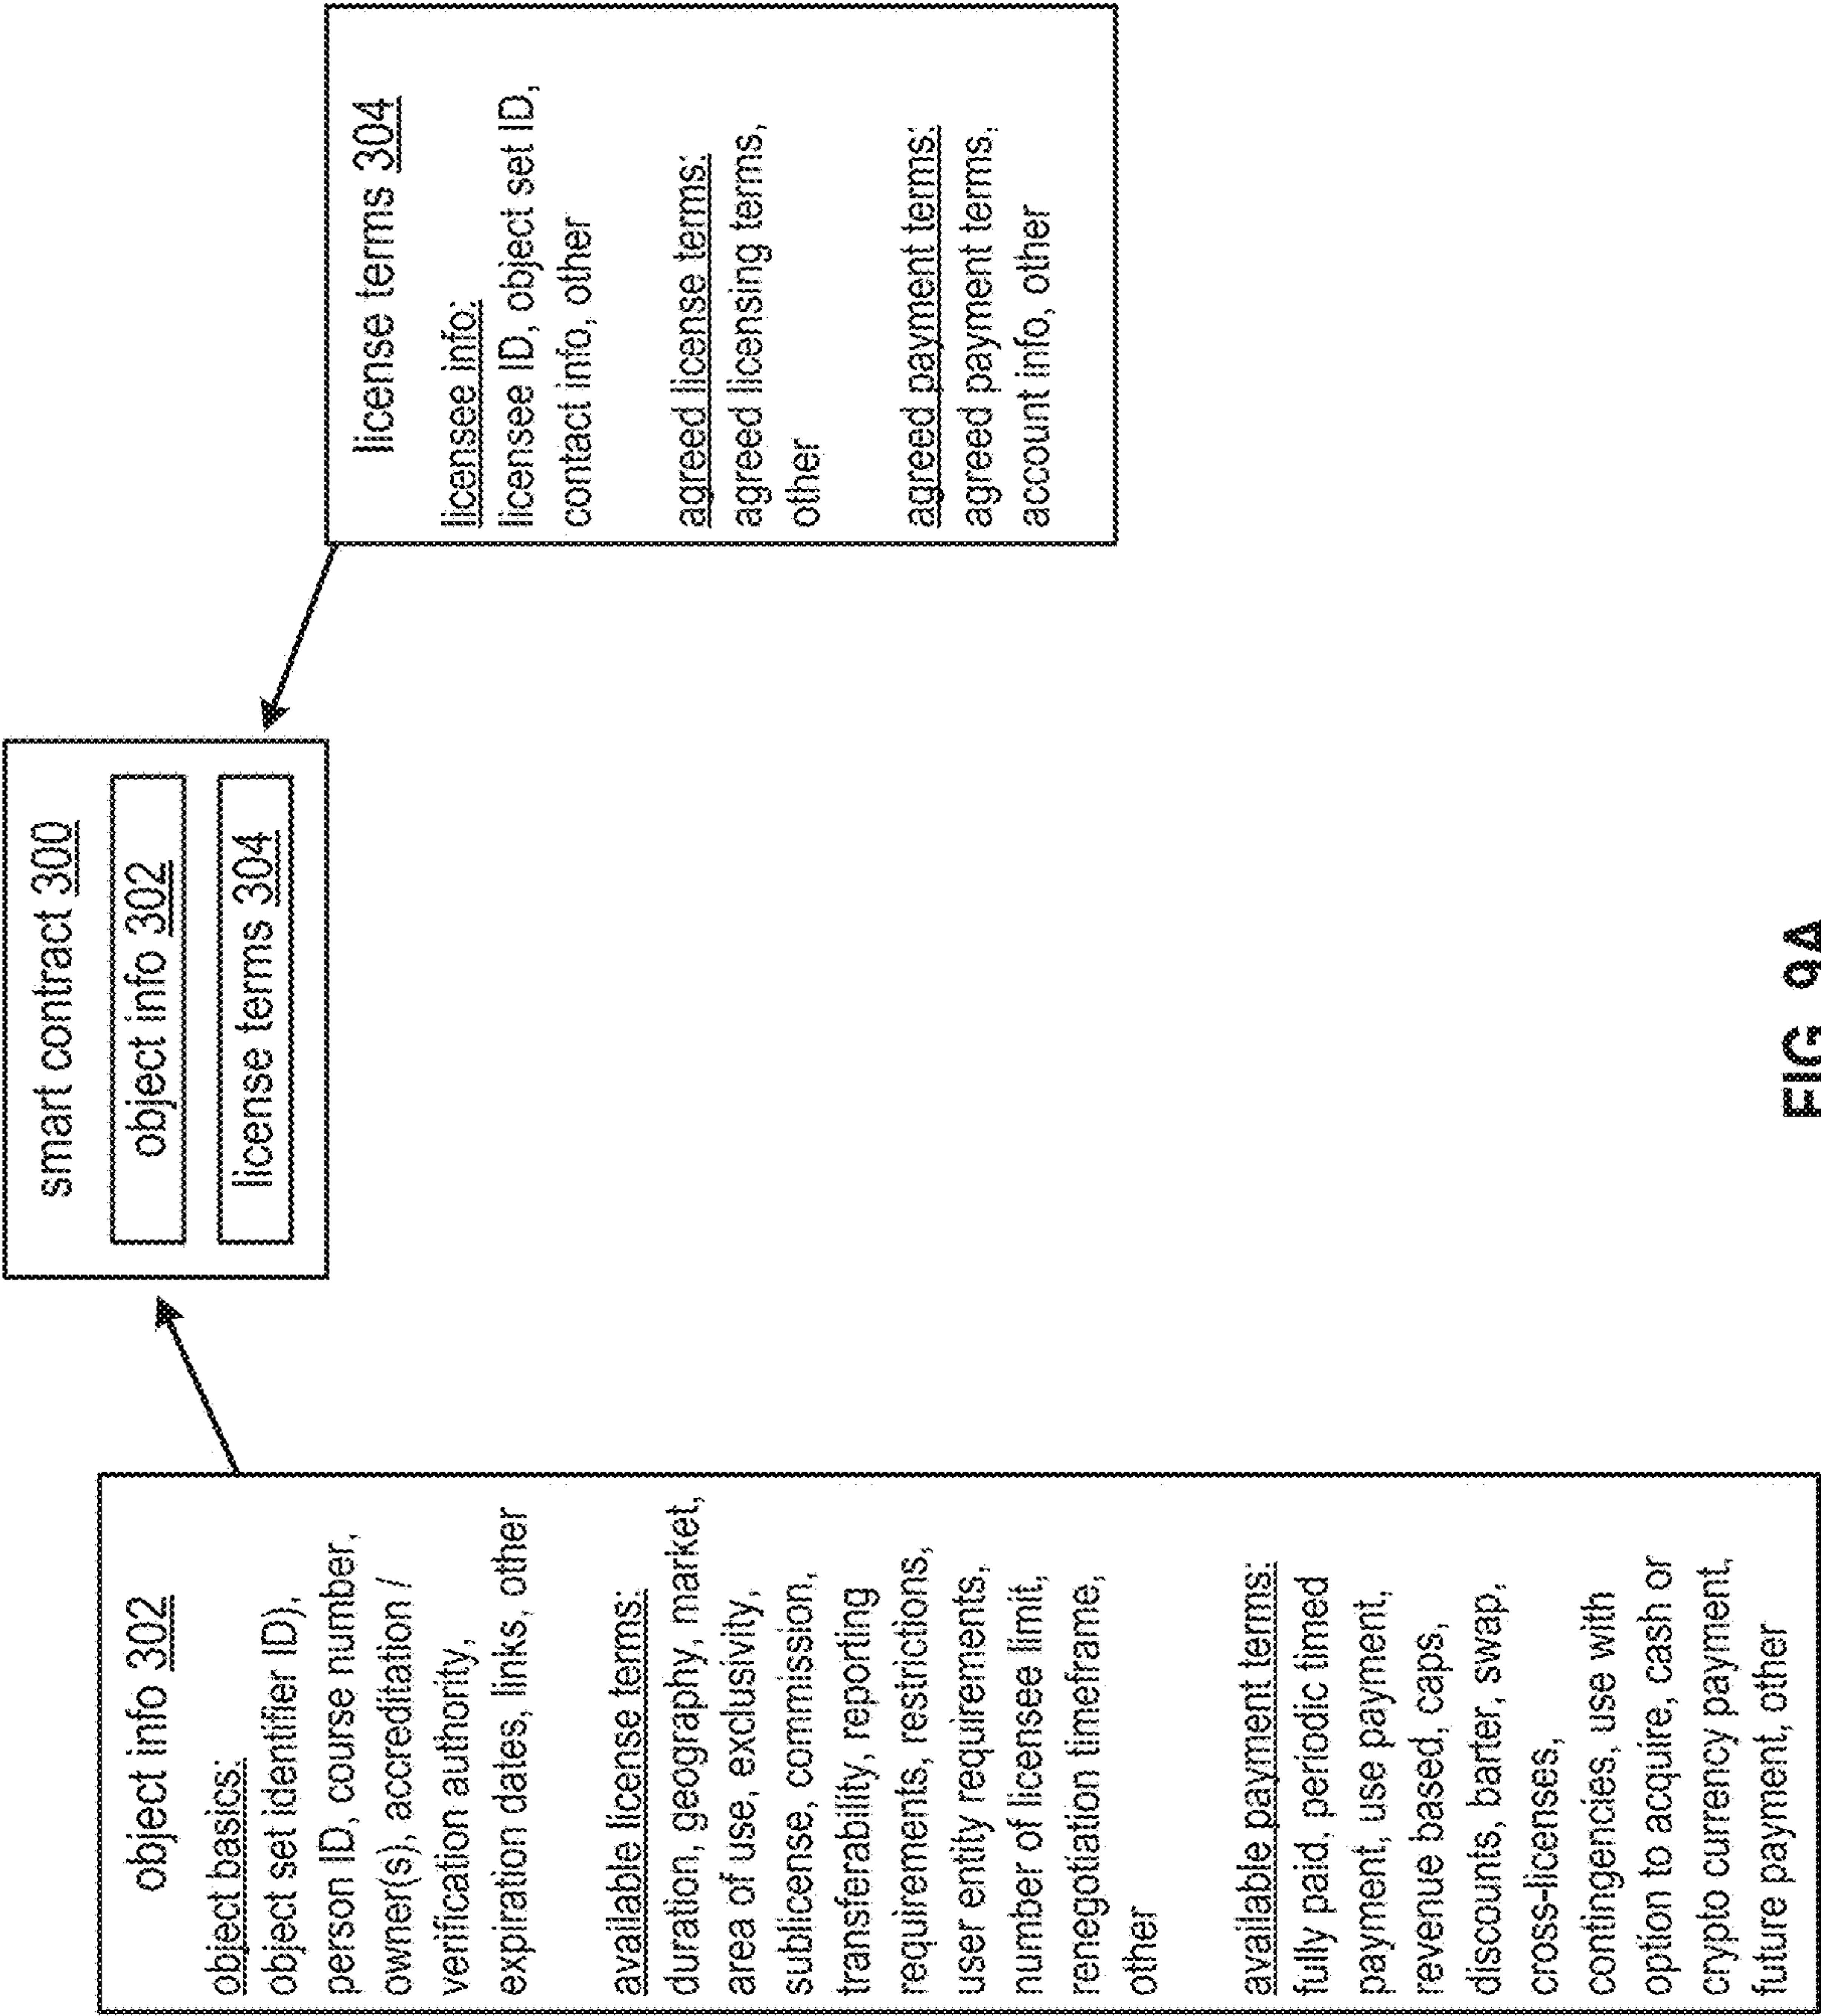 smart contract 300
object info 302
license terms 304
object info 302
object basics:
object set identifier ID),
person ID, course number,
owner(s), accreditation /
verification authority,
expiration dates, links, other
available license terms:
duration, geography, market,
area of use, exclusivity,
sublicense, commission,
transferability, reporting
requirements, restrictions,
user entity requirements,
number of licensee limit,
renegotiation timeframe,
other
available payment terms:
fully paid, periodic timed
payment, use payment,
revenue based, caps,
discounts, barter, swap,
cross-licenses,
contingencies, use with
option to acquire, cash or
crypto currency payment,
future payment, other
license terms 304
licensee info:
licensee ID, object set ID,
contact info, other
agreed license terms:
agreed licensing terms,
other
agreed payment terms:
agreed payment terms,
account info, other
FIG. 9A